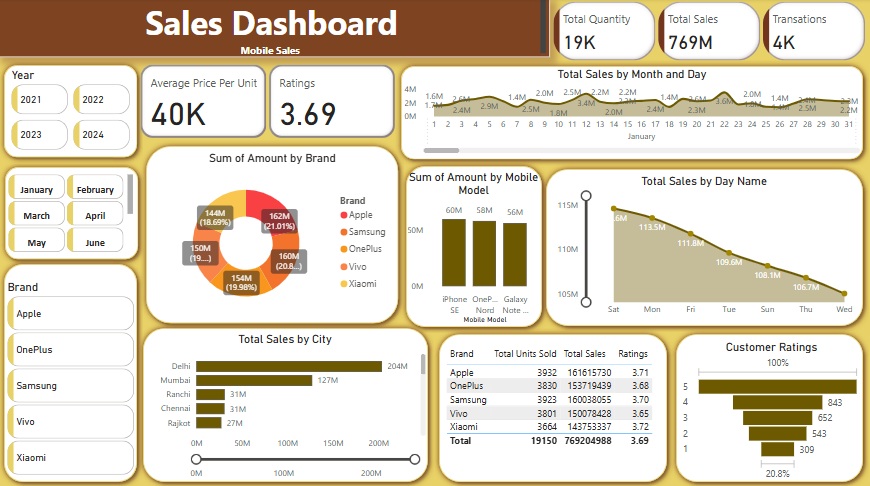 Sales Dashboard
Mobile Sales
Total Quantity
19K
Total Sales
769M
Transations
4K
Year
2021
2022
2023
2024
Average Price Per Unit
40K
Ratings
3.69
Total Sales by Month and Day
4M
2M
0M
1.6M 2.6M 2.9M 1.4M 2.0M 2.5M 2.2M 2.2M 1.4M 2.6M 2.0M 1.4M
2.4M 2.5M 1.8M 3.4M 2.0M 2.4M 2.3M 3.6M 2.5M
1 2 3 4 5 6 7 8 9 10 11 12 13 14 15 16 17 18 19 20 21 22 23 24 25 26 27 28 29 30 31
January
January
February
March
April
May
June
Sum of Amount by Brand
144M
(18.69%)
162M
(21.01%)
150M
(19....)
160M
(20.8...)
154M
(19.98%)
Brand
Apple
Samsung
OnePlus
Vivo
Xiaomi
Sum of Amount by Mobile
Model
50M
0M
60M 58M 56M
iPhone SE
OneP... Nord
Galaxy Note ...
Mobile Model
Total Sales by Day Name
115M
110M
105M
.6M
113.5M
111.8M
109.6M
108.1M
106.7M
Sat Mon Fri Tue Sun Thu Wed
Brand
Apple
OnePlus
Samsung
Vivo
Xiaomi
Total Sales by City
Delhi 204M
Mumbai 127M
Ranchi 31M
Chennai 31M
Rajkot 27M
0M 50M 100M 150M 200M
0M 100M 200M
Brand Total Units Sold Total Sales Ratings
Apple 3932 161615730 3.71
OnePlus 3830 153719439 3.68
Samsung 3923 160038055 3.70
Vivo 3801 150078428 3.65
Xiaomi 3664 143753337 3.72
Total 19150 769204988 3.69
Customer Ratings
100%
5
4 843
3 652
2 543
1 309
20.8%